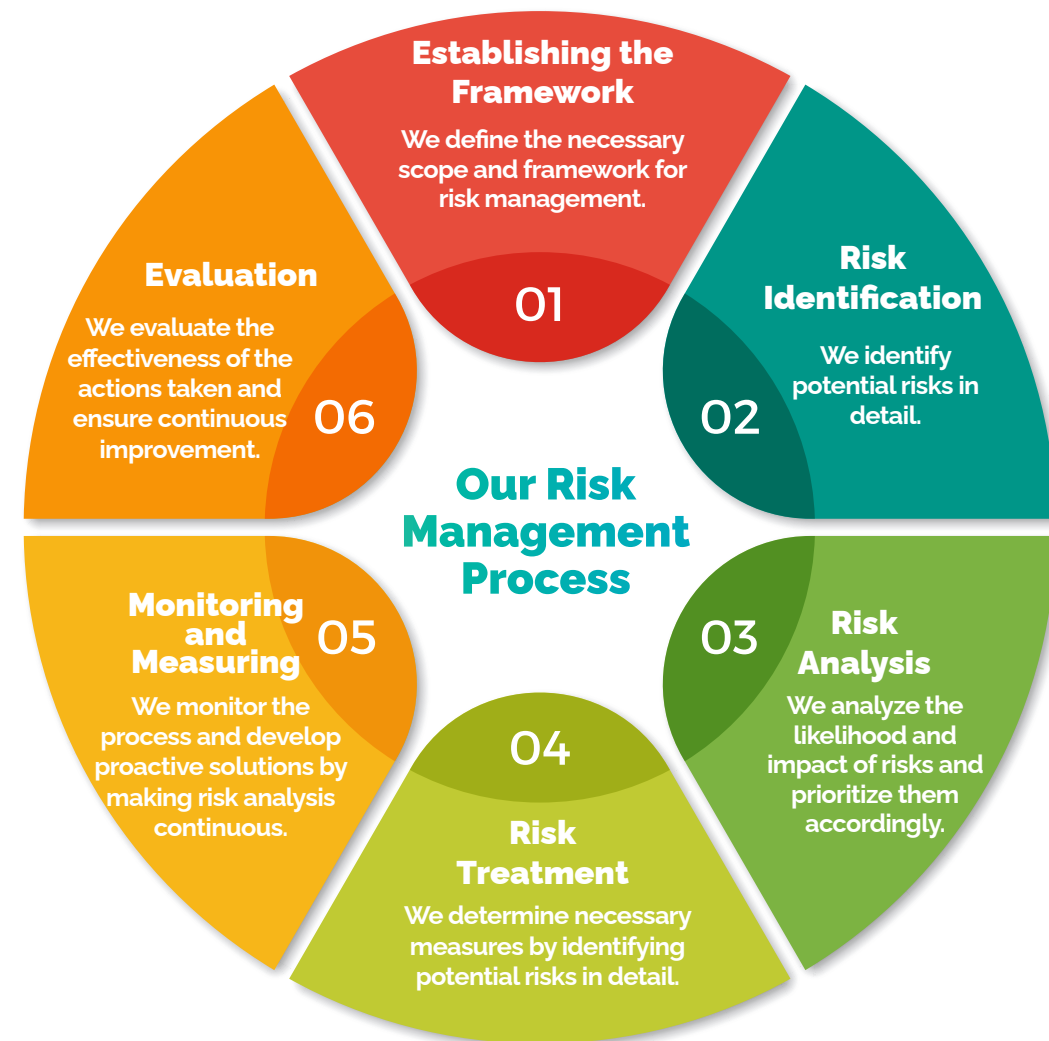 Establishing the
Framework
We define the necessary
scope and framework for
risk management.
01
Risk
Identification
We identify
potential risks in
detail.
02
Risk
Analysis
We analyze the
likelihood and
impact of risks and
prioritize them
accordingly.
03
04
Risk
Treatment
We determine necessary
measures by identifying
potential risks in detail.
Monitoring
and
Measuring
We monitor the
process and develop
proactive solutions by
making risk analysis
continuous.
05
Evaluation
We evaluate the
effectiveness of the
actions taken and
ensure continuous
improvement.
06
Our Risk
Management
Process